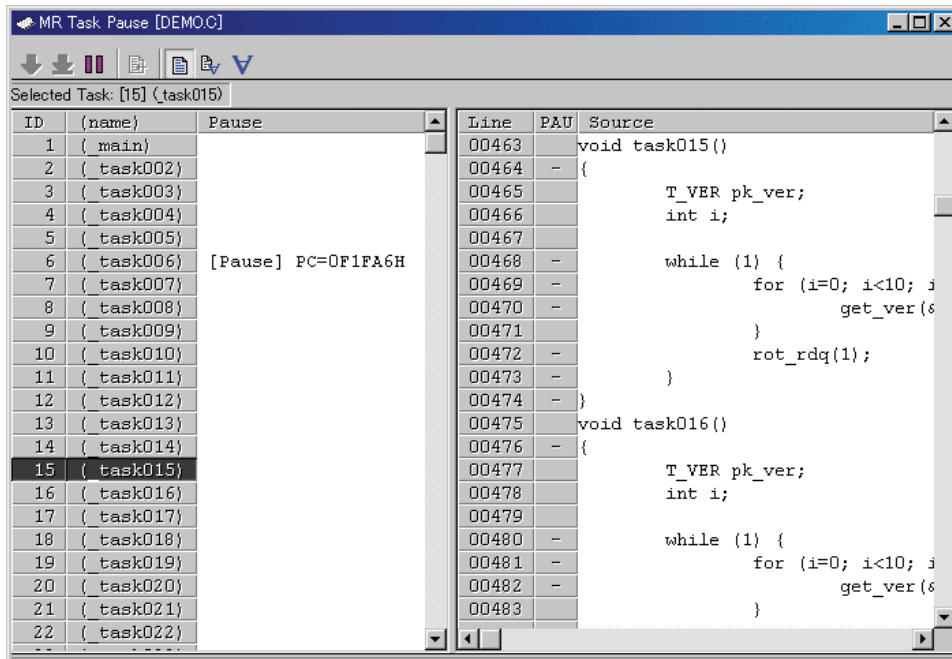 MR Task Pause [DEMO.C]
Selected Task: [15] (_task015)
ID (name) Pause
1 (_main)
2 (_task002)
3 (_task003)
4 (_task004)
5 (_task005)
6 (_task006) [Pause] PC=0F1FA6H
7 (_task007)
8 (_task008)
9 (_task009)
10 (_task010)
11 (_task011)
12 (_task012)
13 (_task013)
14 (_task014)
15 (_task015)
16 (_task016)
17 (_task017)
18 (_task018)
19 (_task019)
20 (_task020)
21 (_task021)
22 (_task022)
Line PAU Source
00463 void task015()
00464 - {
00465 T_VER pk_ver;
00466 int i;
00467
00468 - while (1) {
00469 - for (i=0; i<10; i
00470 - get_ver(&
00471 }
00472 - rot_rdq(1);
00473 - }
00474 - }
00475 void task016()
00476 - {
00477 T_VER pk_ver;
00478 int i;
00479
00480 - while (1) {
00481 - for (i=0; i<10; i
00482 - get_ver(&
00483 }